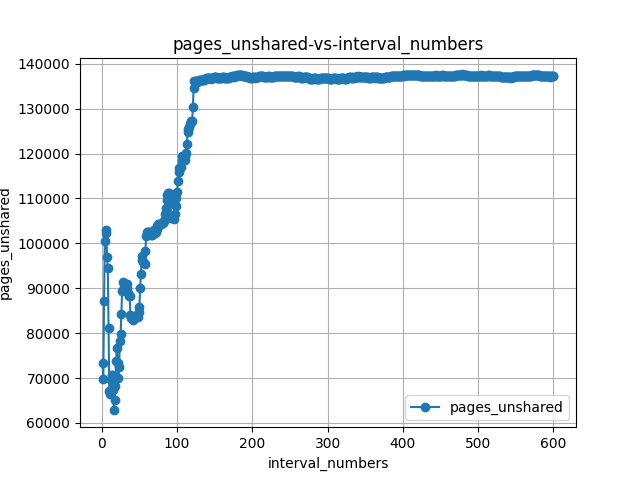 pages_unshared-vs-interval_numbers
140000
130000
120000
110000
100000
90000
80000
70000
60000
pages_unshared
pages_unshared
0 100 200 300 400 500 600
interval_numbers